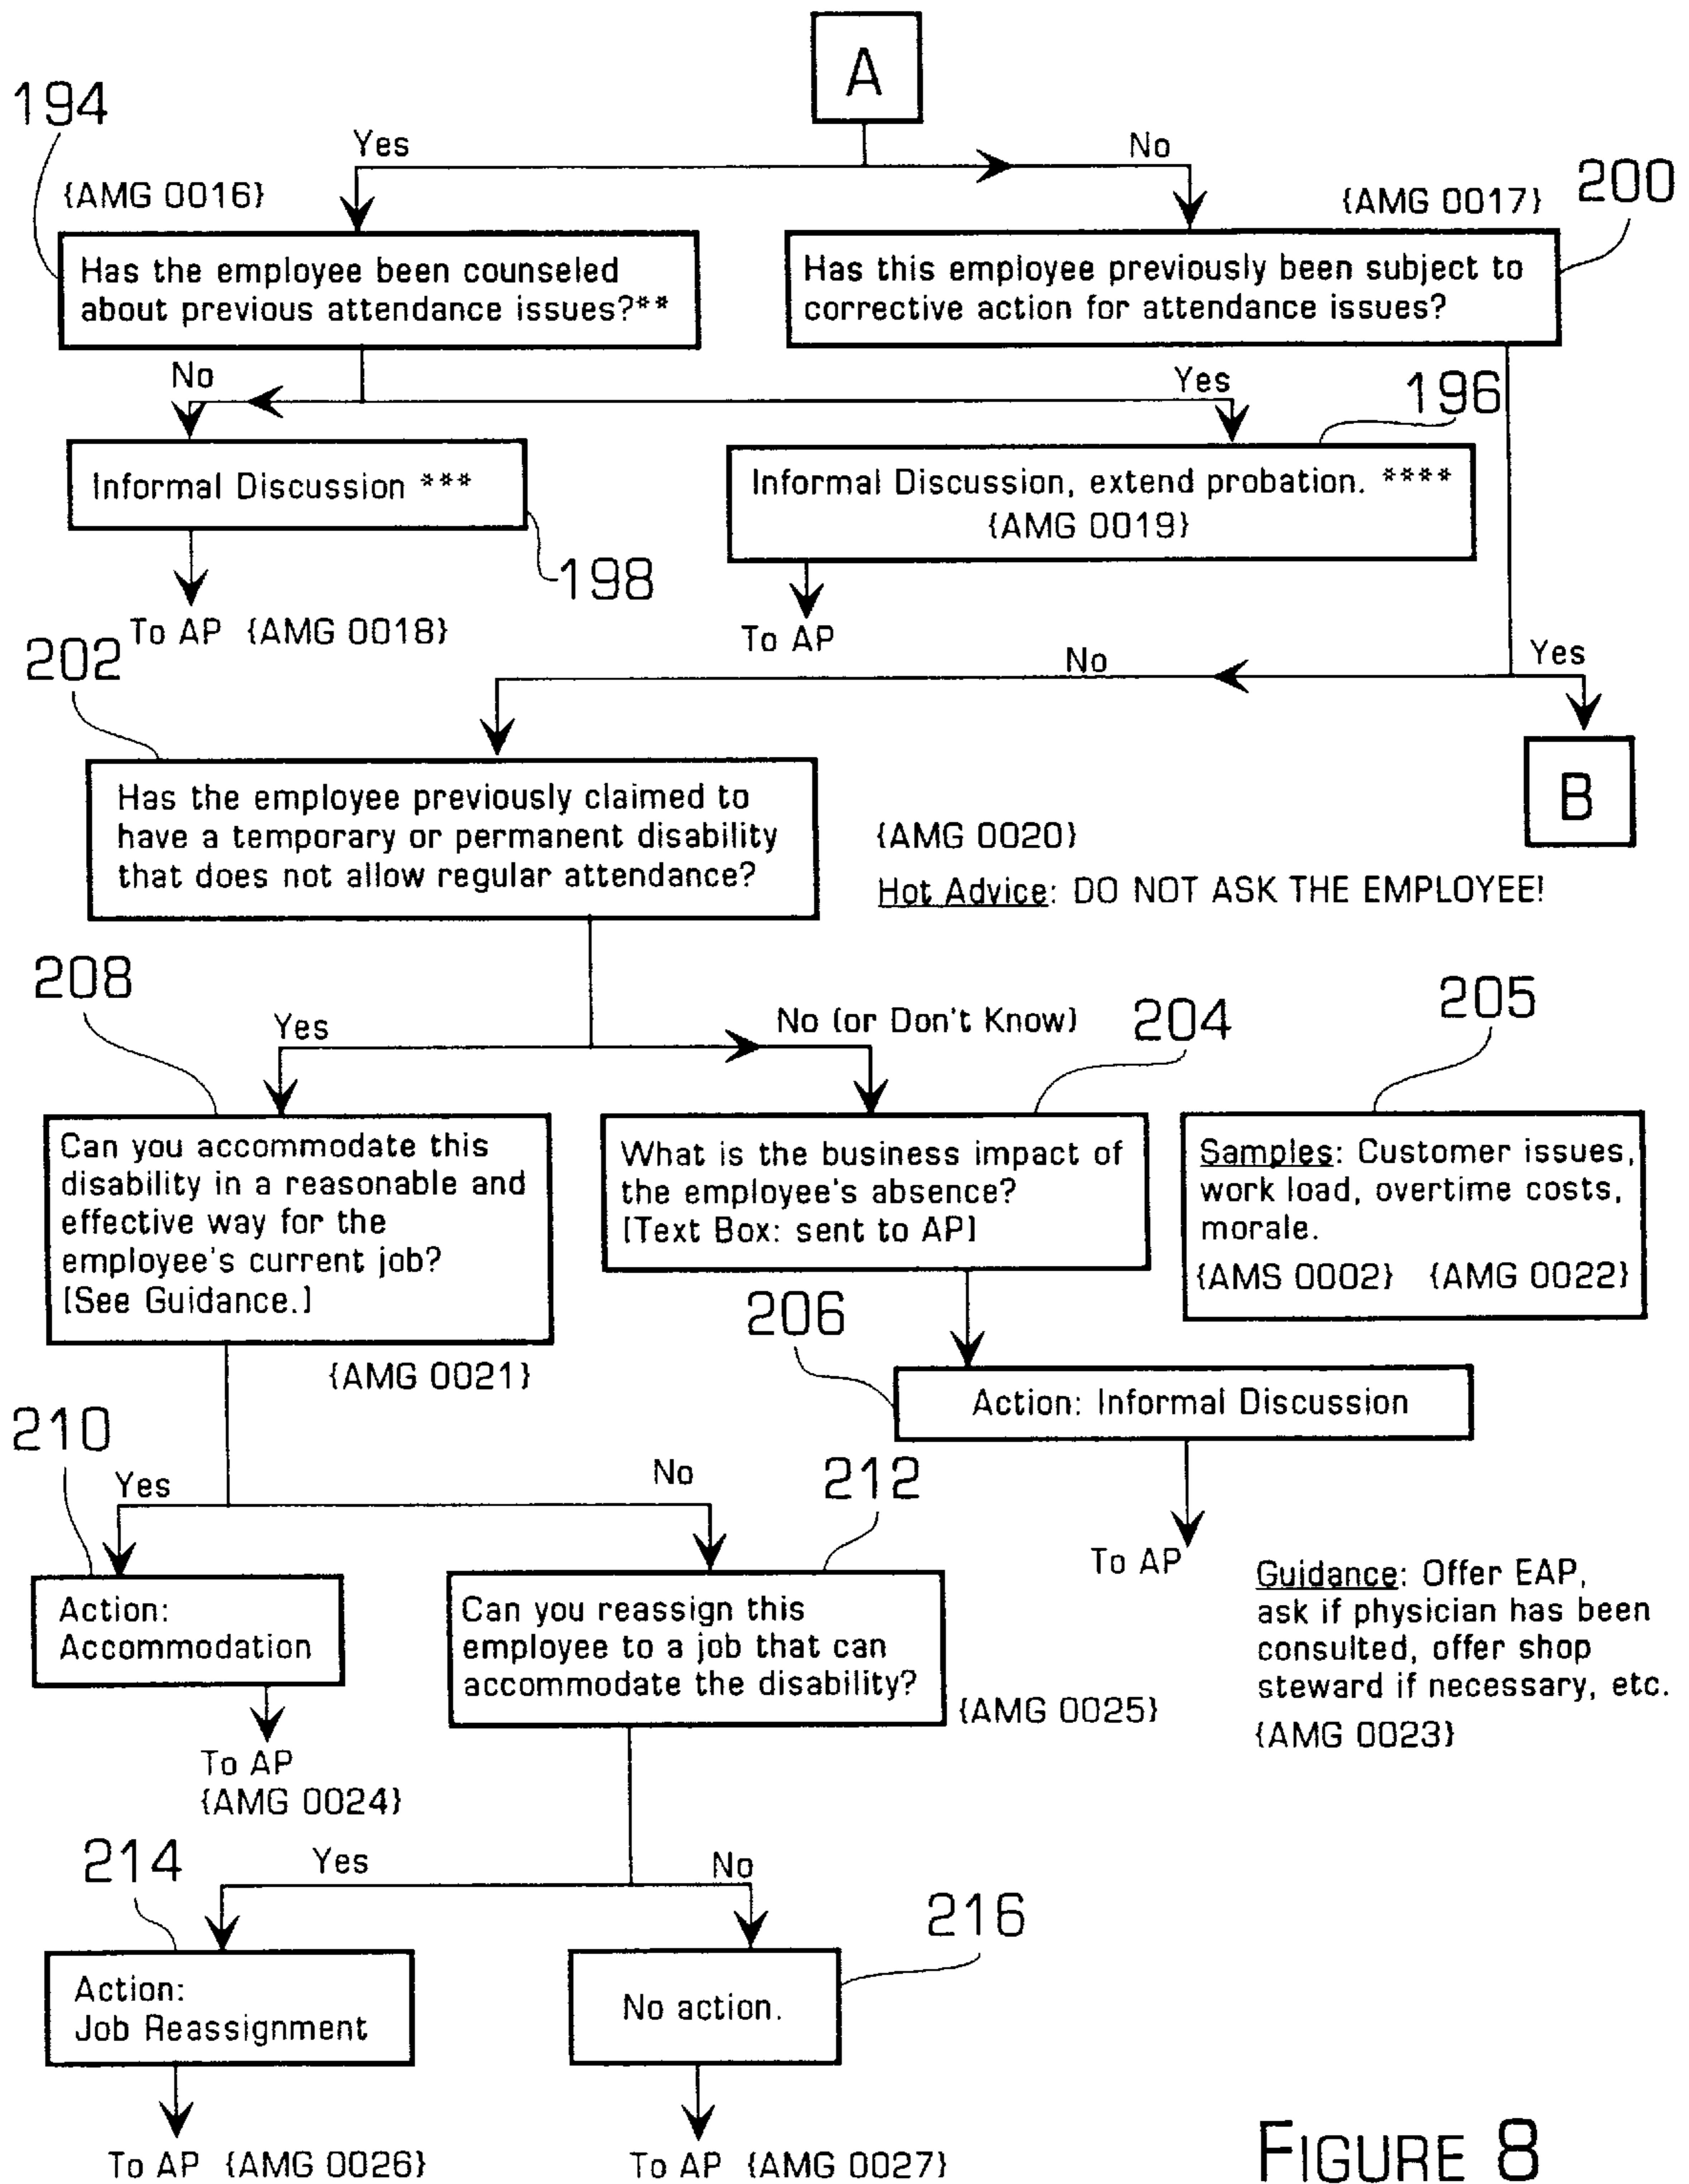 A
194
Yes
No
{AMG 0016}
{AMG 0017}
200
Has the employee been counseled
about previous attendance issues?**
Has this employee previously been subject to
corrective action for attendance issues?
No
Yes
196
Informal Discussion ***
198
Informal Discussion, extend probation. ****
{AMG 0019}
To AP {AMG 0018}
To AP
202
No
Yes
B
Has the employee previously claimed to
have a temporary or permanent disability
that does not allow regular attendance?
{AMG 0020}
Hot Advice: DO NOT ASK THE EMPLOYEE!
208
Yes
No (or Don't Know)
204
205
Can you accommodate this
disability in a reasonable and
effective way for the
employee's current job?
(See Guidance.)
{AMG 0021}
What is the business impact of
the employee's absence?
(Text Box: sent to AP)
Samples: Customer issues,
work load, overtime costs,
morale.
{AMS 0002} {AMG 0022}
206
Action: Informal Discussion
To AP
Guidance: Offer EAP,
ask if physician has been
consulted, offer shop
steward if necessary, etc.
{AMG 0023}
210
Yes
No
212
Action:
Accommodation
To AP
{AMG 0024}
Can you reassign this
employee to a job that can
accommodate the disability?
{AMG 0025}
214
Yes
No
216
Action:
Job Reassignment
No action.
To AP {AMG 0026}
To AP {AMG 0027}
FIGURE 8